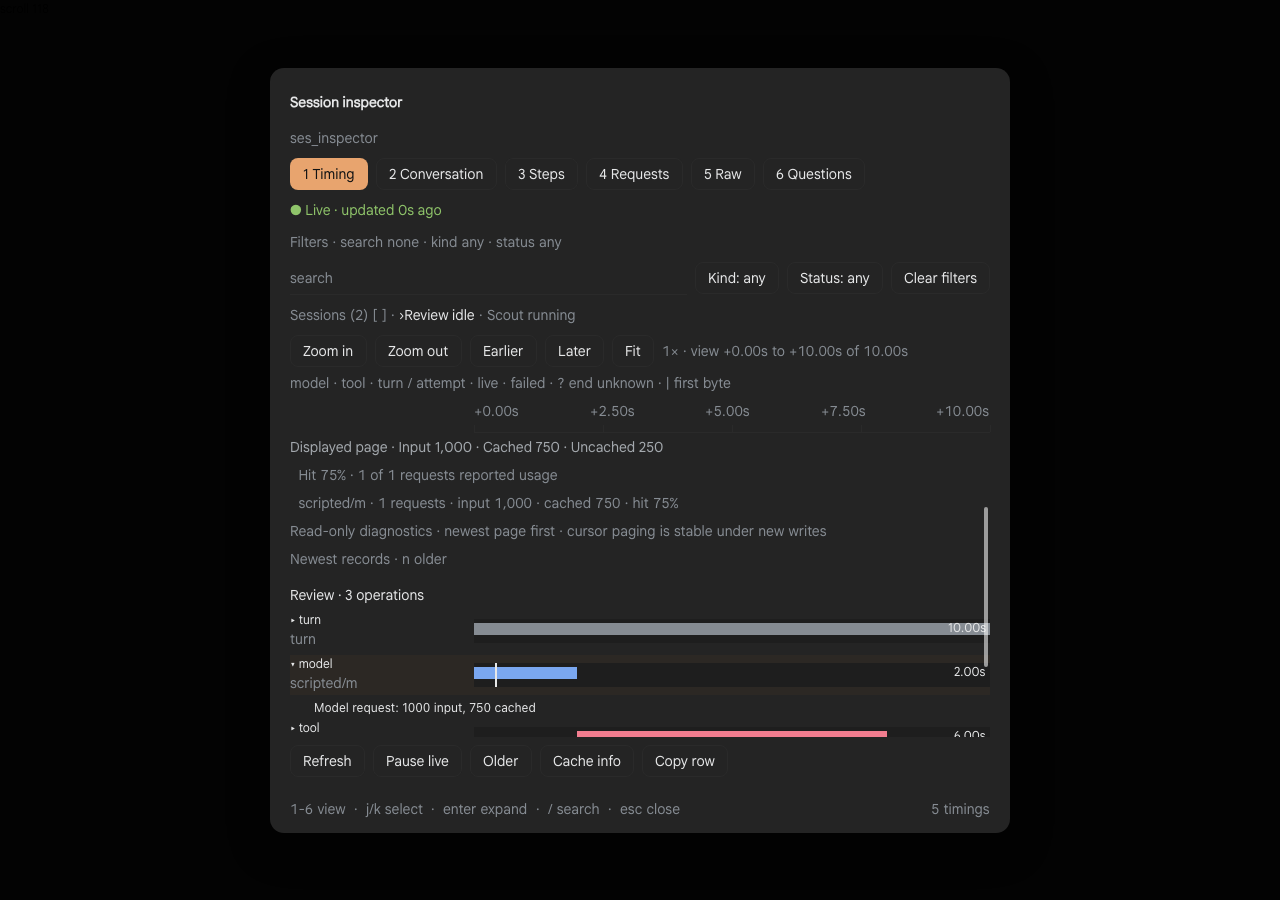 Session inspector
ses_inspector
1 Timing 2 Conversation 3 Steps 4 Requests 5 Raw 6 Questions
Live · updated 0s ago
Filters · search none · kind any · status any
search Kind: any Status: any Clear filters
Sessions (2) [ ] · ›Review idle · Scout running
Zoom in Zoom out Earlier Later Fit 1× · view +0.00s to +10.00s of 10.00s
model · tool · turn / attempt · live · failed · ? end unknown · | first byte
+0.00s +2.50s +5.00s +7.50s +10.00s
Displayed page · Input 1,000 · Cached 750 · Uncached 250
Hit 75% · 1 of 1 requests reported usage
scripted/m · 1 requests · input 1,000 · cached 750 · hit 75%
Read-only diagnostics · newest page first · cursor paging is stable under new writes
Newest records · n older
Review · 3 operations
▸ turn
turn 10.00s
▾ model
scripted/m 2.00s
Model request: 1000 input, 750 cached
▸ tool 6.00s
Refresh Pause live Older Cache info Copy row
1-6 view · j/k select · enter expand · / search · esc close 5 timings